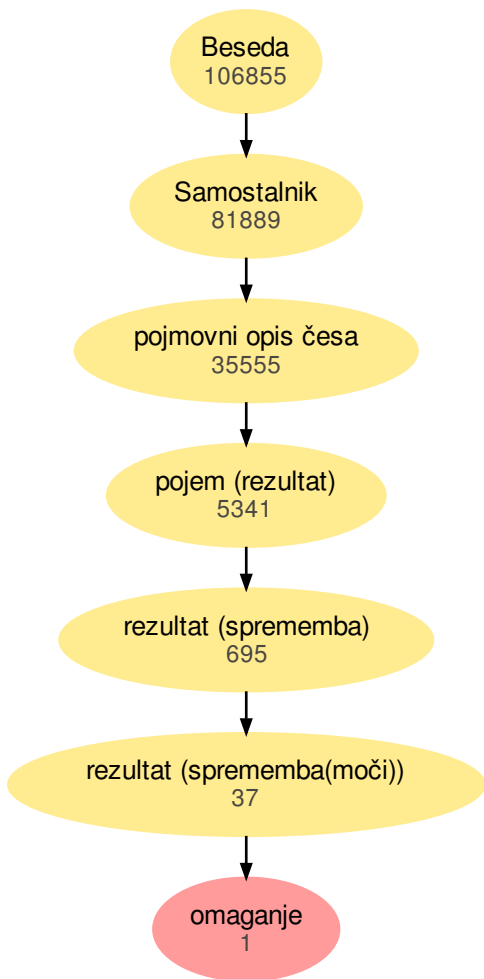 Beseda
106855
Samostalnik
81889
pojmovni opis česa
35555
pojem (rezultat)
5341
rezultat (sprememba)
695
rezultat (sprememba(moči))
37
omaganje
1